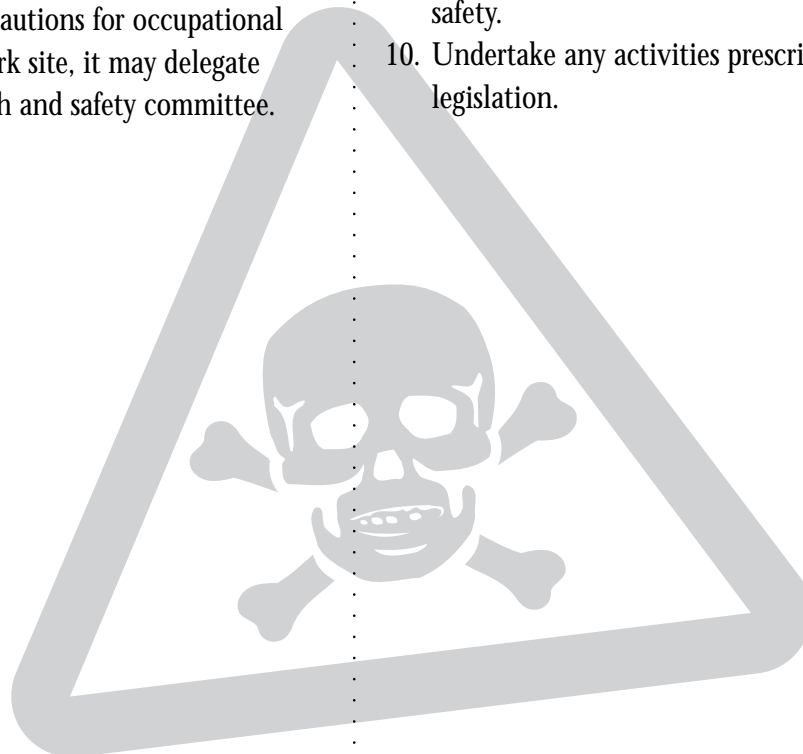 autions for occupational
rk site, it may delegate
h and safety committee.
safety.
10. Undertake any activities prescri
legislation.